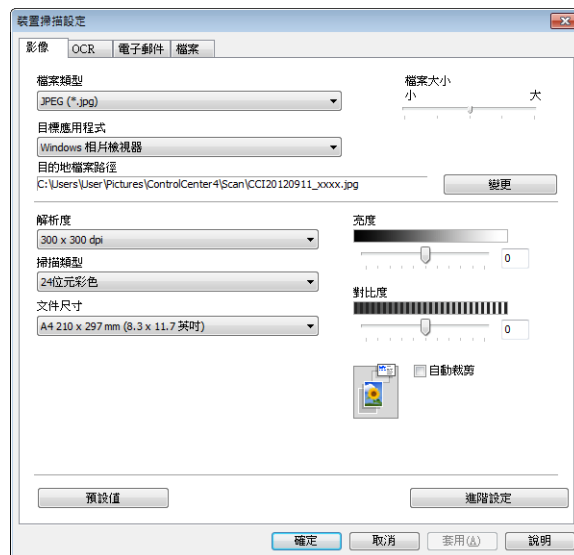 裝置掃描設定
影像 OCR 電子郵件 檔案
檔案類型
JPEG (*.jpg)
檔案大小
小 大
目標應用程式
Windows 相片檢視器
目的地檔案路徑
C:\Users\User\Pictures\ControlCenter4\Scan\CCI20120911_xxxx.jpg
變更
解析度
300 x 300 dpi
掃描類型
24位元彩色
文件尺寸
A4 210 x 297 mm (8.3 x 11.7 英吋)
亮度
0
對比度
0
自動裁剪
預設值 進階設定
確定 取消 套用(A) 說明